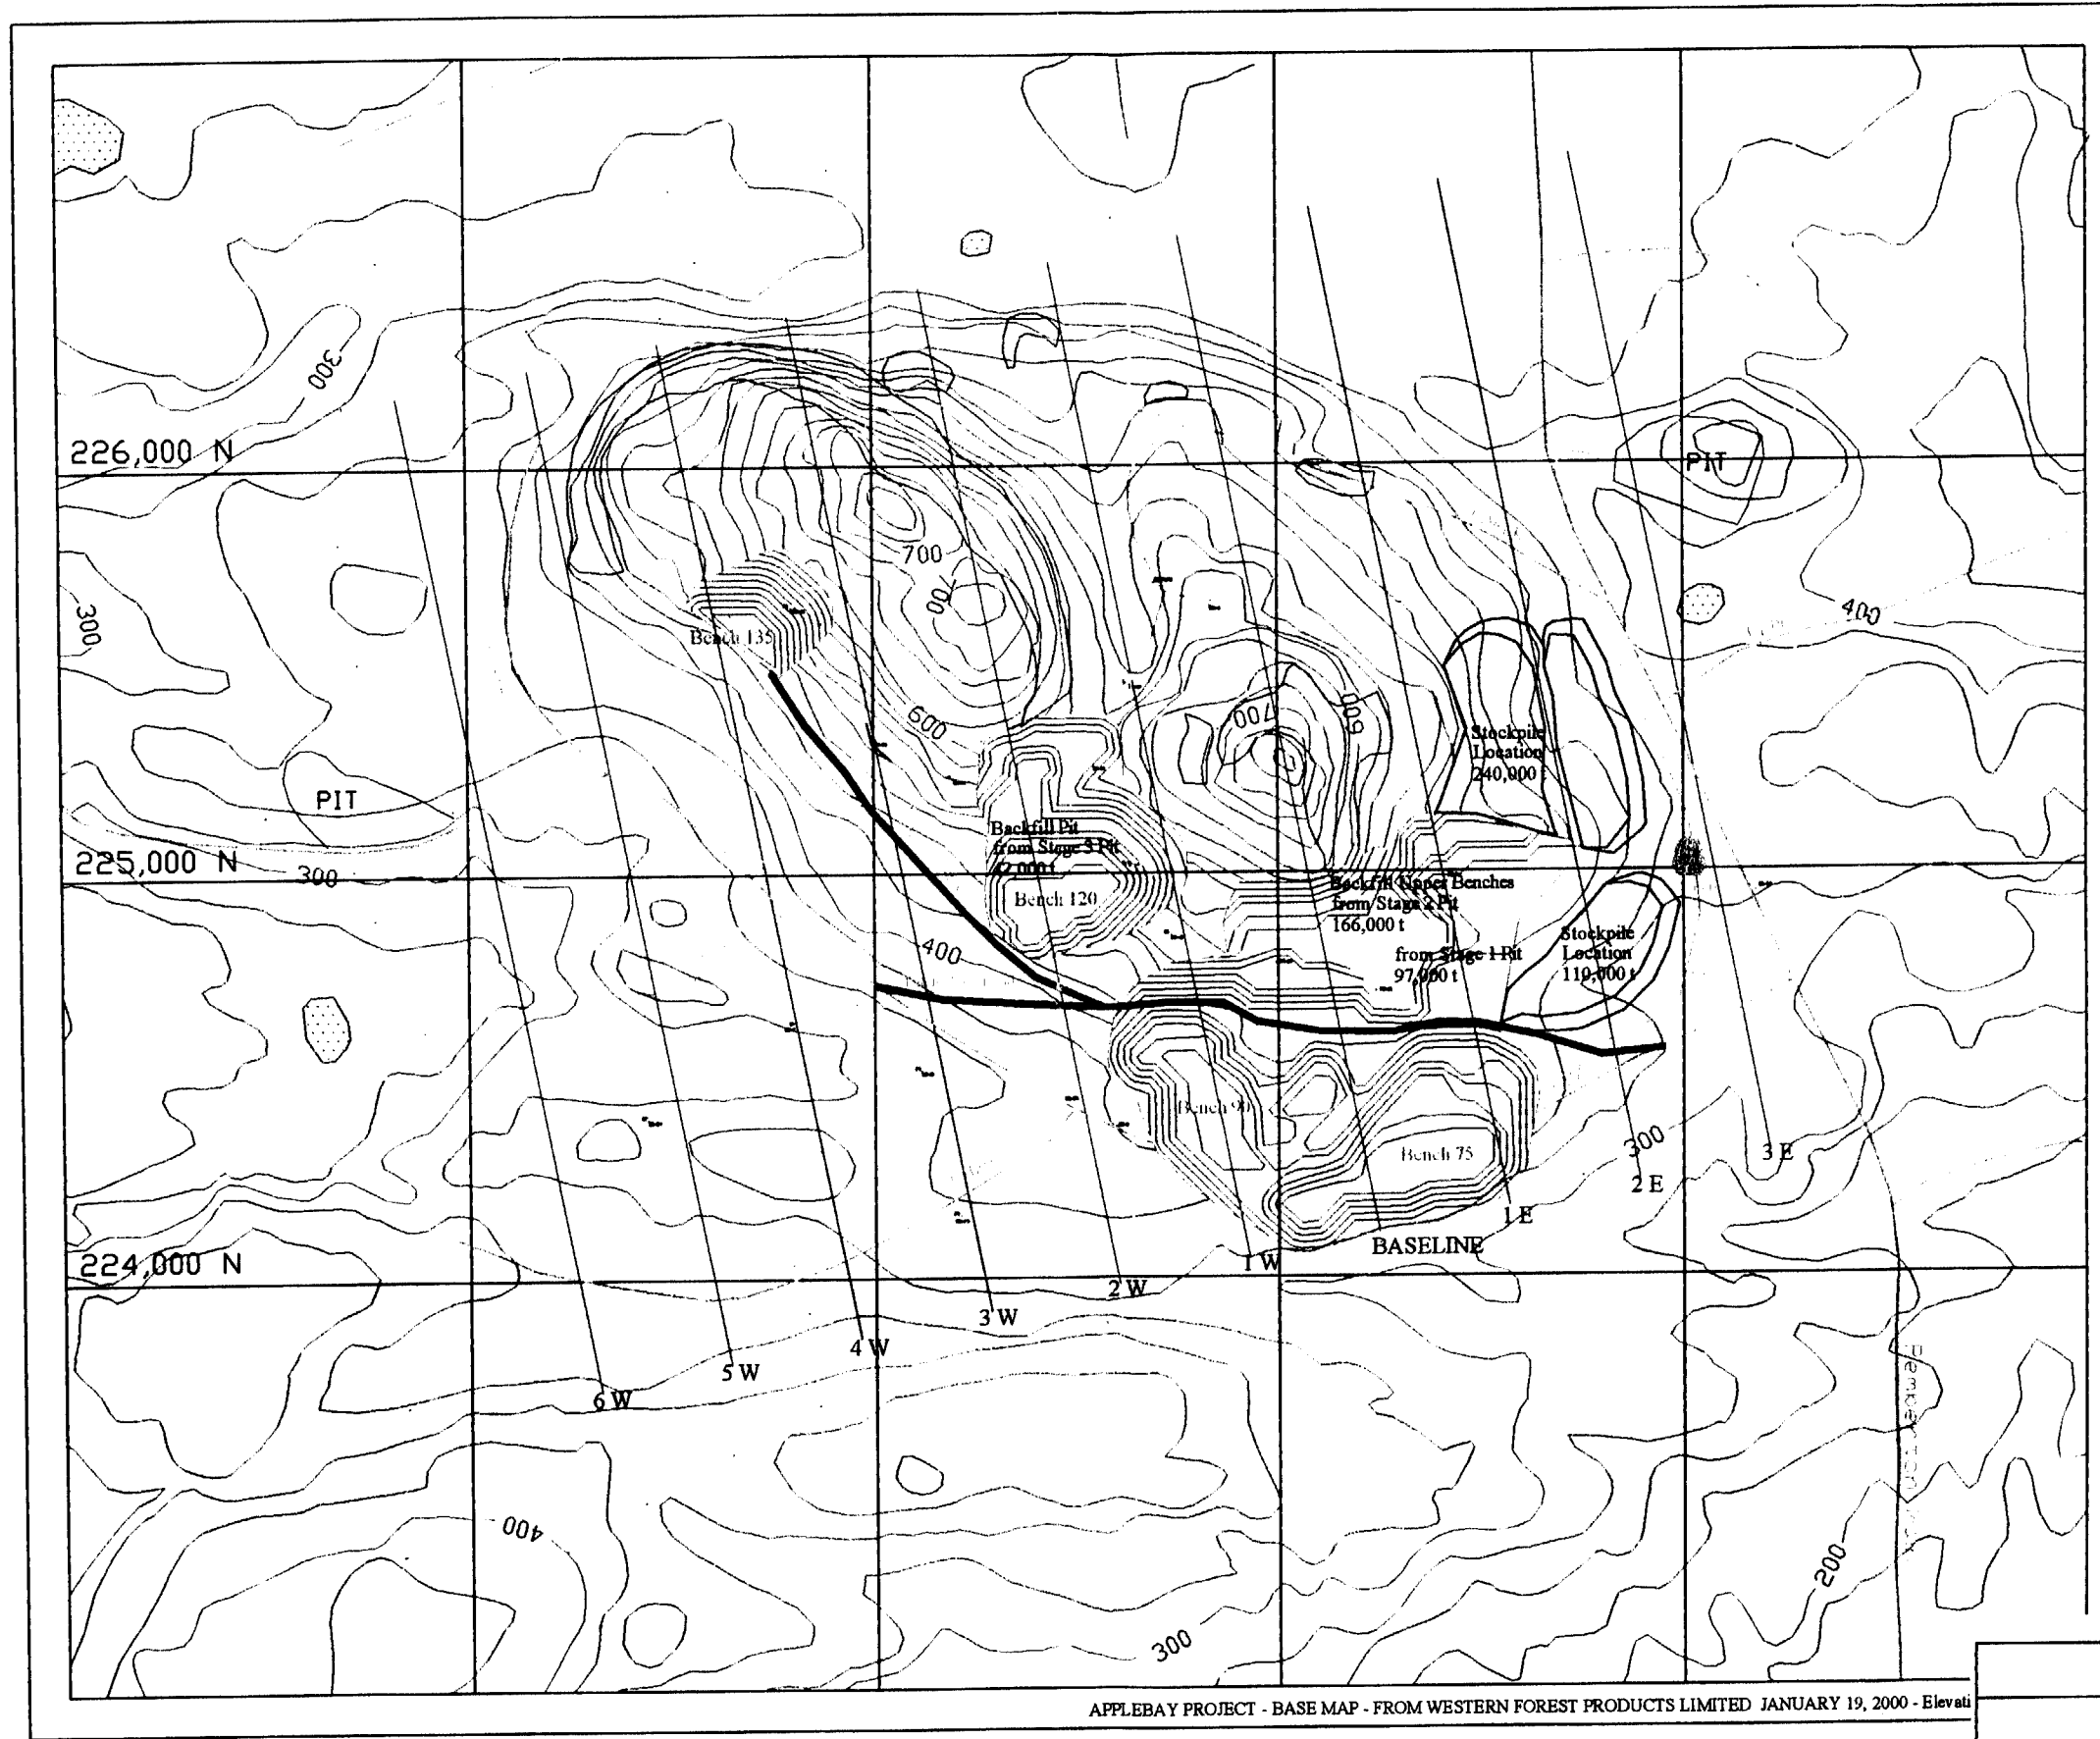 300
226,000 N
PIT
700
700
300
400
Bench 135
600
700
600
Stockpile
Location
240,000 t
PIT
Backfill Pit
from Stage 3 Pit
42,000 t
225,000 N
300
Bench 120
Backfill Upper Benches
from Stage 2 Pit
166,000 t
400
from Stage 1 Pit
97,000 t
Stockpile
Location
110,000 t
Bench 90
Bench 75
300
3 E
2 E
1 E
BASELINE
224,000 N
1 W
2 W
3 W
4 W
5 W
6 W
400
200
300
APPLEBAY PROJECT - BASE MAP - FROM WESTERN FOREST PRODUCTS LIMITED JANUARY 19, 2000 - Elevati